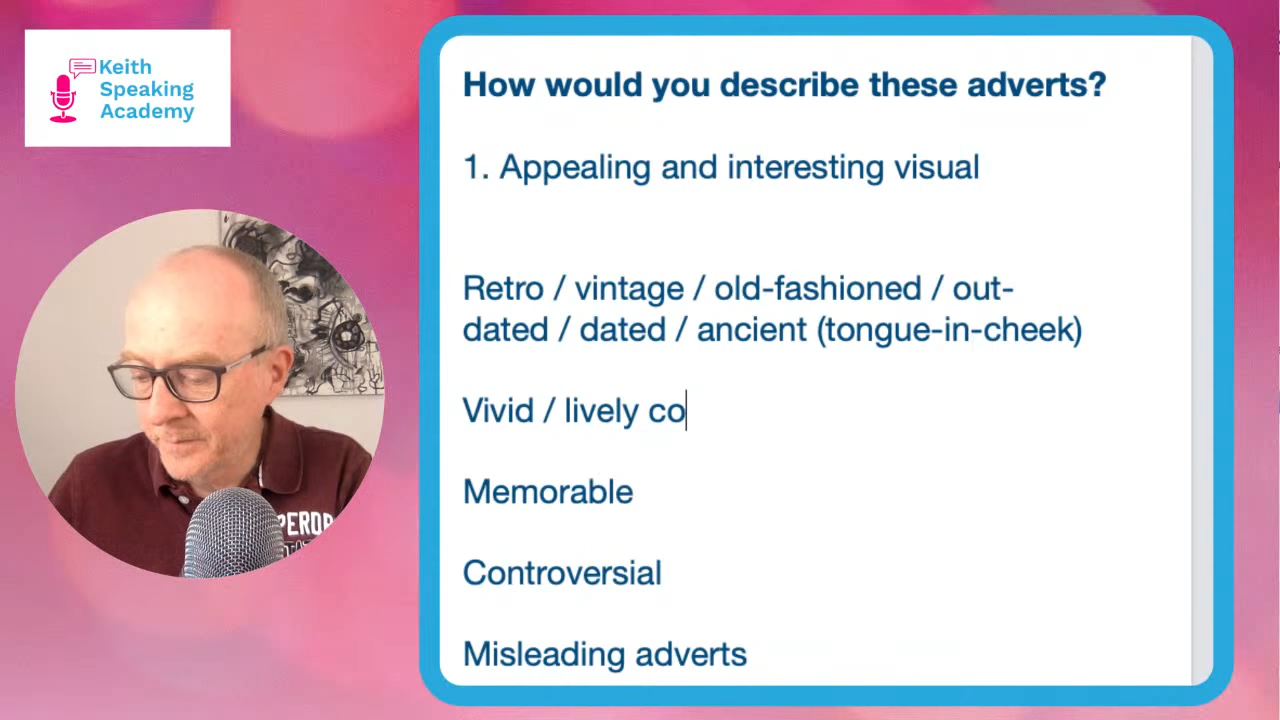 Keith
Speaking
Academy
How would you describe these adverts?
1. Appealing and interesting visual
Retro / vintage / old-fashioned / out-
dated / dated / ancient (tongue-in-cheek)
Vivid / lively co
Memorable
Controversial
Misleading adverts